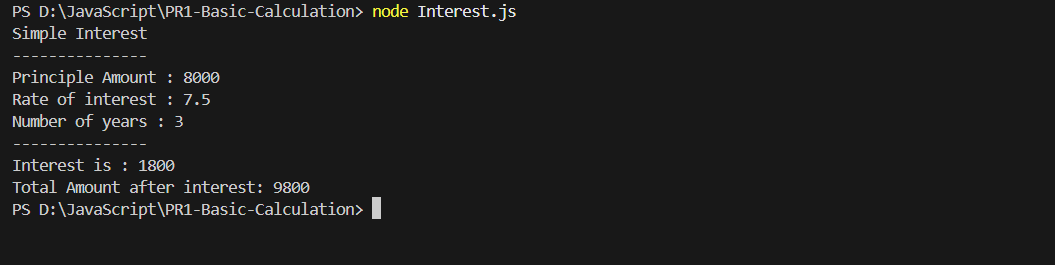 PS D:\JavaScript\PR1-Basic-Calculation> node Interest.js
Simple Interest
---------------
Principle Amount : 8000
Rate of interest : 7.5
Number of years : 3
---------------
Interest is : 1800
Total Amount after interest: 9800
PS D:\JavaScript\PR1-Basic-Calculation>